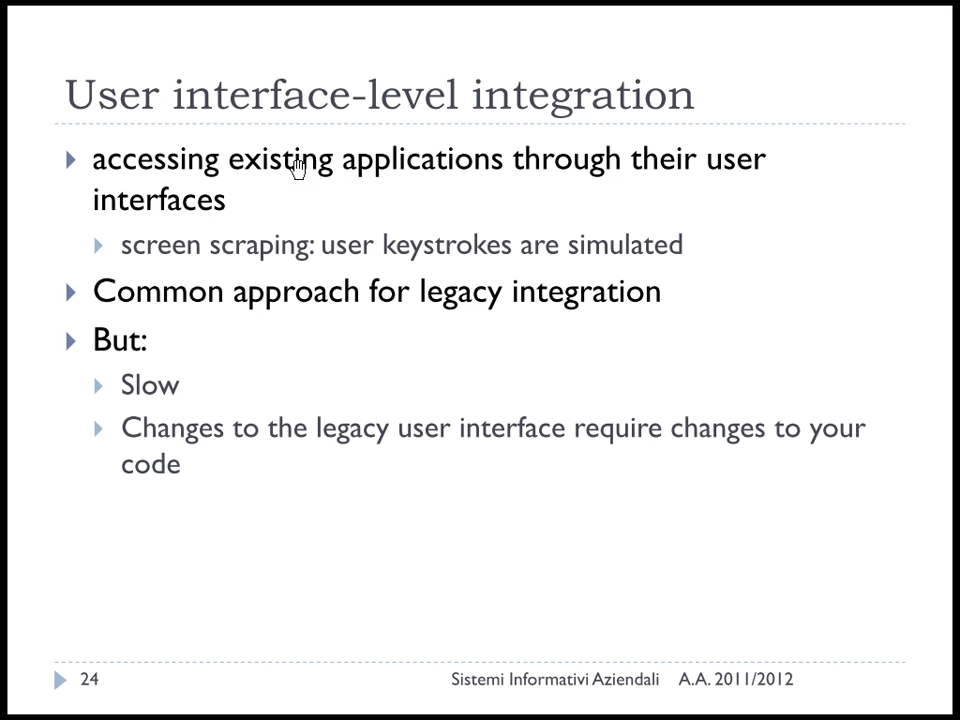 User interface-level integration
accessing existing applications through their user
interfaces
screen scraping: user keystrokes are simulated
Common approach for legacy integration
But:
Slow
Changes to the legacy user interface require changes to your
code
24
Sistemi Informativi Aziendali A.A. 2011/2012